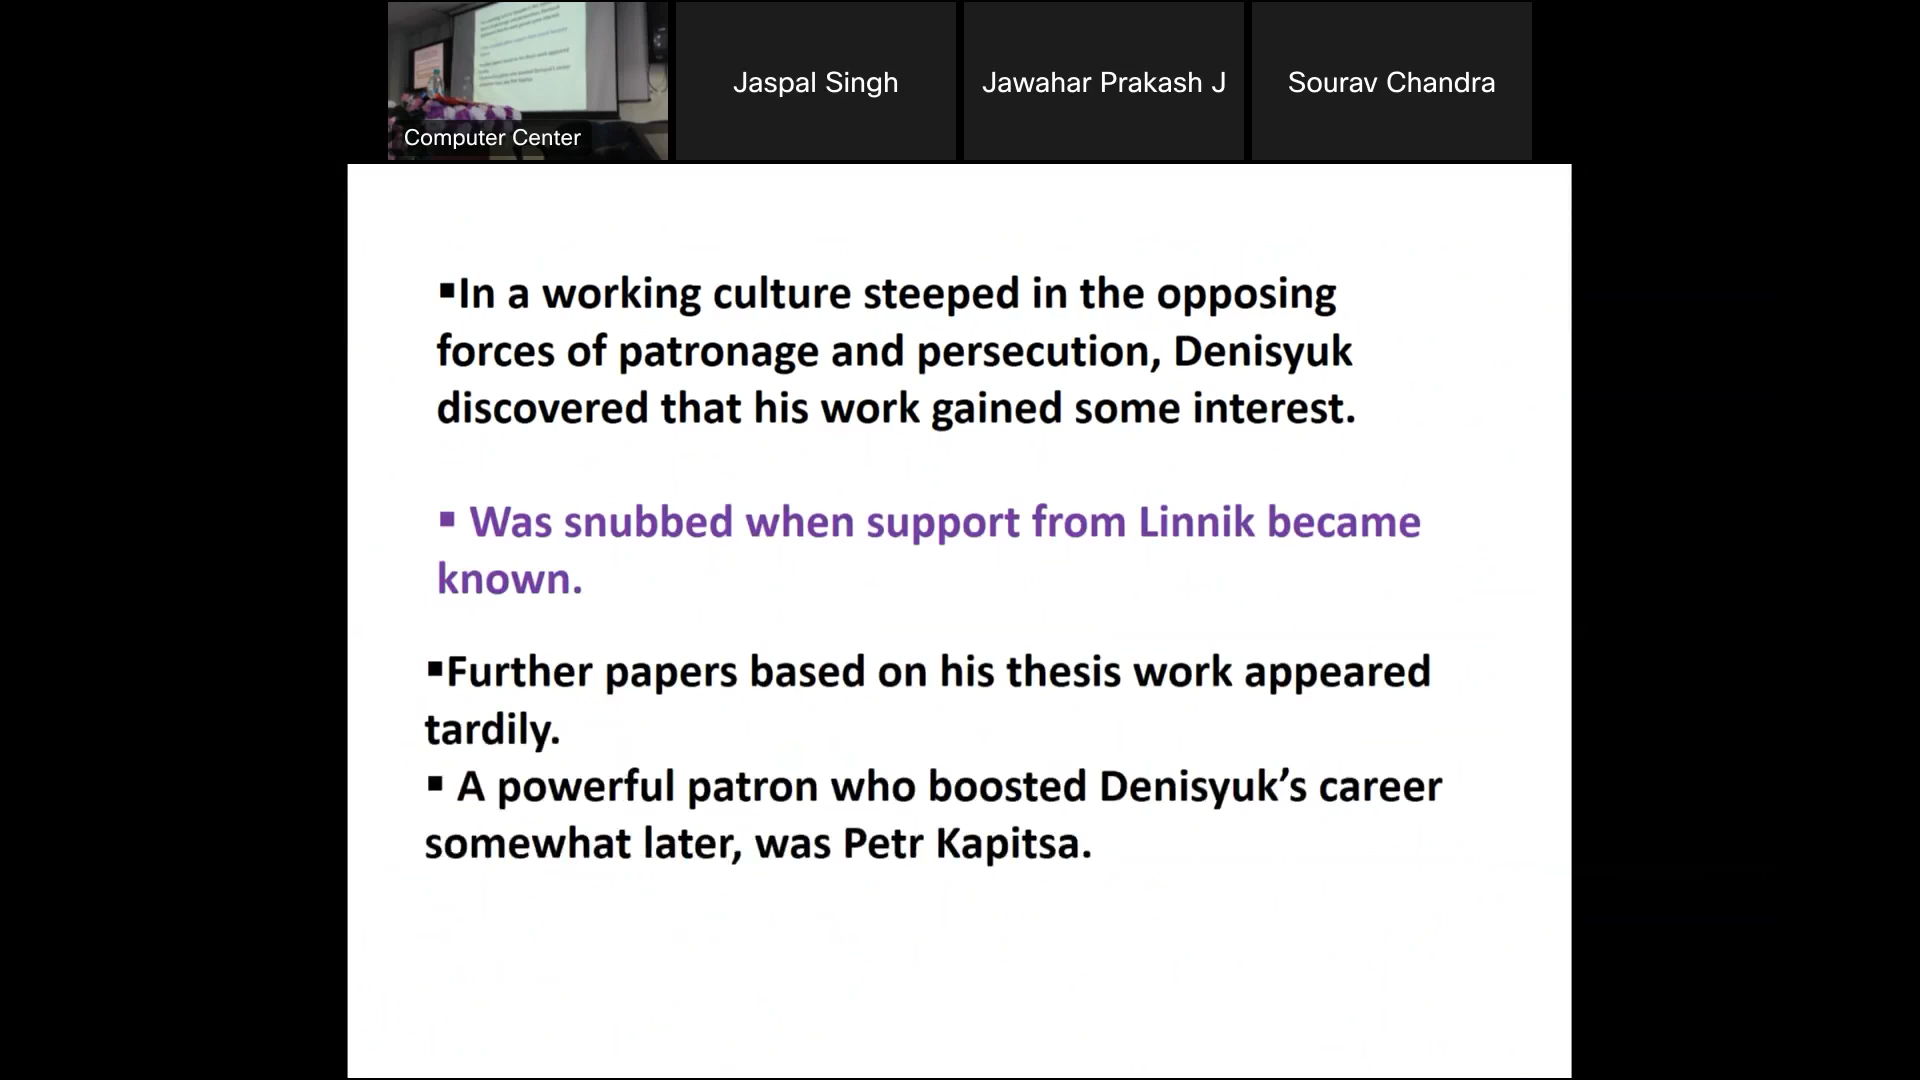 Computer Center
Jaspal Singh
Jawahar Prakash J
Sourav Chandra
▪In a working culture steeped in the opposing
forces of patronage and persecution, Denisyuk
discovered that his work gained some interest.
▪ Was snubbed when support from Linnik became
known.
▪Further papers based on his thesis work appeared
tardily.
▪ A powerful patron who boosted Denisyuk’s career
somewhat later, was Petr Kapitsa.